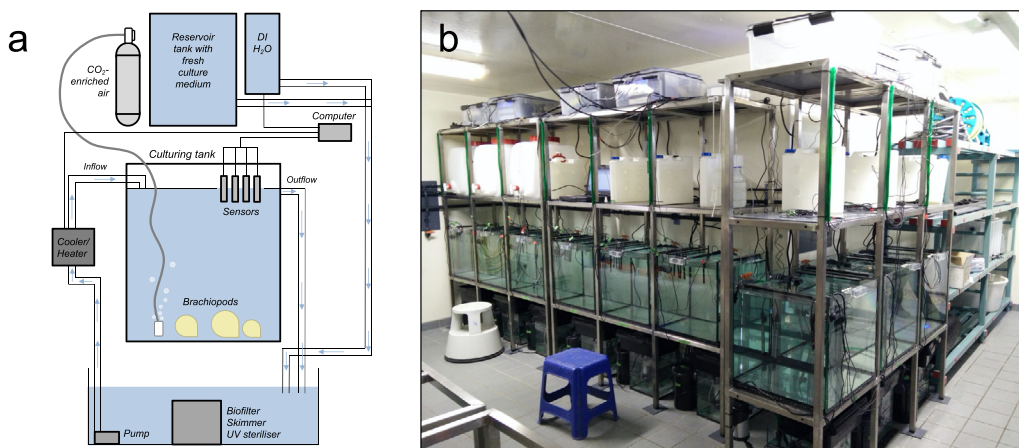 a
CO₂-
enriched
air
Reservoir
tank with
fresh
culture
medium
DI
H₂O
Computer
Culturing tank
Inflow
Outflow
Sensors
Cooler/
Heater
Brachiopods
Pump
Biofilter
Skimmer
UV steriliser
b